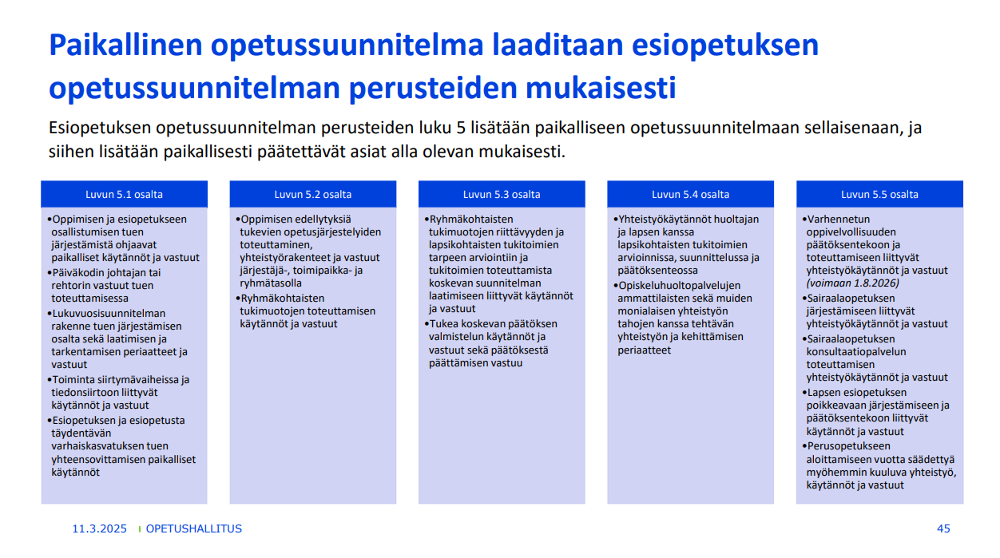 Paikallinen opetussuunnitelma laaditaan esiopetuksen
opetussuunnitelman perusteiden mukaisesti
Esiopetuksen opetussuunnitelman perusteiden luku 5 lisätään paikalliseen opetussuunnitelmaan sellaisenaan, ja
siihen lisätään paikallisesti päätettävät asiat alla olevan mukaisesti.
Luvun 5.1 osalta
•Oppimisen ja esiopetukseen
osallistumisen tuen
järjestämistä ohjaavat
paikalliset käytännöt ja vastuut
•Päiväkodin johtajan tai
rehtorin vastuut tuen
toteuttamisessa
•Lukuvuosisuunnitelman
rakenne tuen järjestämisen
osalta sekä laatimisen ja
tarkentamisen periaatteet ja
vastuut
•Toiminta siirtymävaiheissa ja
tiedonsiirtoon liittyvät
käytännöt ja vastuut
•Esiopetuksen ja esiopetusta
täydentävän
varhaiskasvatuksen tuen
yhteensovittamisen paikalliset
käytännöt
Luvun 5.2 osalta
•Oppimisen edellytyksiä
tukevien opetusjärjestelyiden
toteuttaminen,
yhteistyörakenteet ja vastuut
järjestäjä-, toimipaikka- ja
ryhmätasolla
•Ryhmäkohtaisten
tukimuotojen toteuttamisen
käytännöt ja vastuut
Luvun 5.3 osalta
•Ryhmäkohtaisten
tukimuotojen riittävyyden ja
lapsikohtaisten tukitoimien
tarpeen arviointiin ja
tukitoimien toteuttamista
koskevan suunnitelman
laatimiseen liittyvät käytännöt
ja vastuut
•Tukea koskevan päätöksen
valmistelun käytännöt ja
vastuut sekä päätöksestä
päättämisen vastuu
Luvun 5.4 osalta
•Yhteistyökäytännöt huoltajan
ja lapsen kanssa
lapsikohtaisten tukitoimien
arvioinnissa, suunnittelussa ja
päätöksenteossa
•Opiskeluhuoltopalvelujen
ammattilaisten sekä muiden
monialaisen yhteistyön
tahojen kanssa tehtävän
yhteistyön ja kehittämisen
periaatteet
Luvun 5.5 osalta
•Varhennetun
oppivelvollisuuden
päätöksentekoon ja
toteuttamiseen liittyvät
yhteistyökäytännöt ja vastuut
(voimaan 1.8.2026)
•Sairaalaopetuksen
järjestämiseen liittyvät
yhteistyökäytännöt ja vastuut
•Sairaalaopetuksen
konsultaatiopalvelun
toteuttamisen
yhteistyökäytännöt ja vastuut
•Lapsen esiopetuksen
poikkeavaan järjestämiseen ja
päätöksentekoon liittyvät
käytännöt ja vastuut
•Perusopetukseen
aloittamiseen vuotta säädettyä
myöhemmin kuuluva yhteistyö,
käytännöt ja vastuut
11.3.2025 OPETUSHALLITUS 45